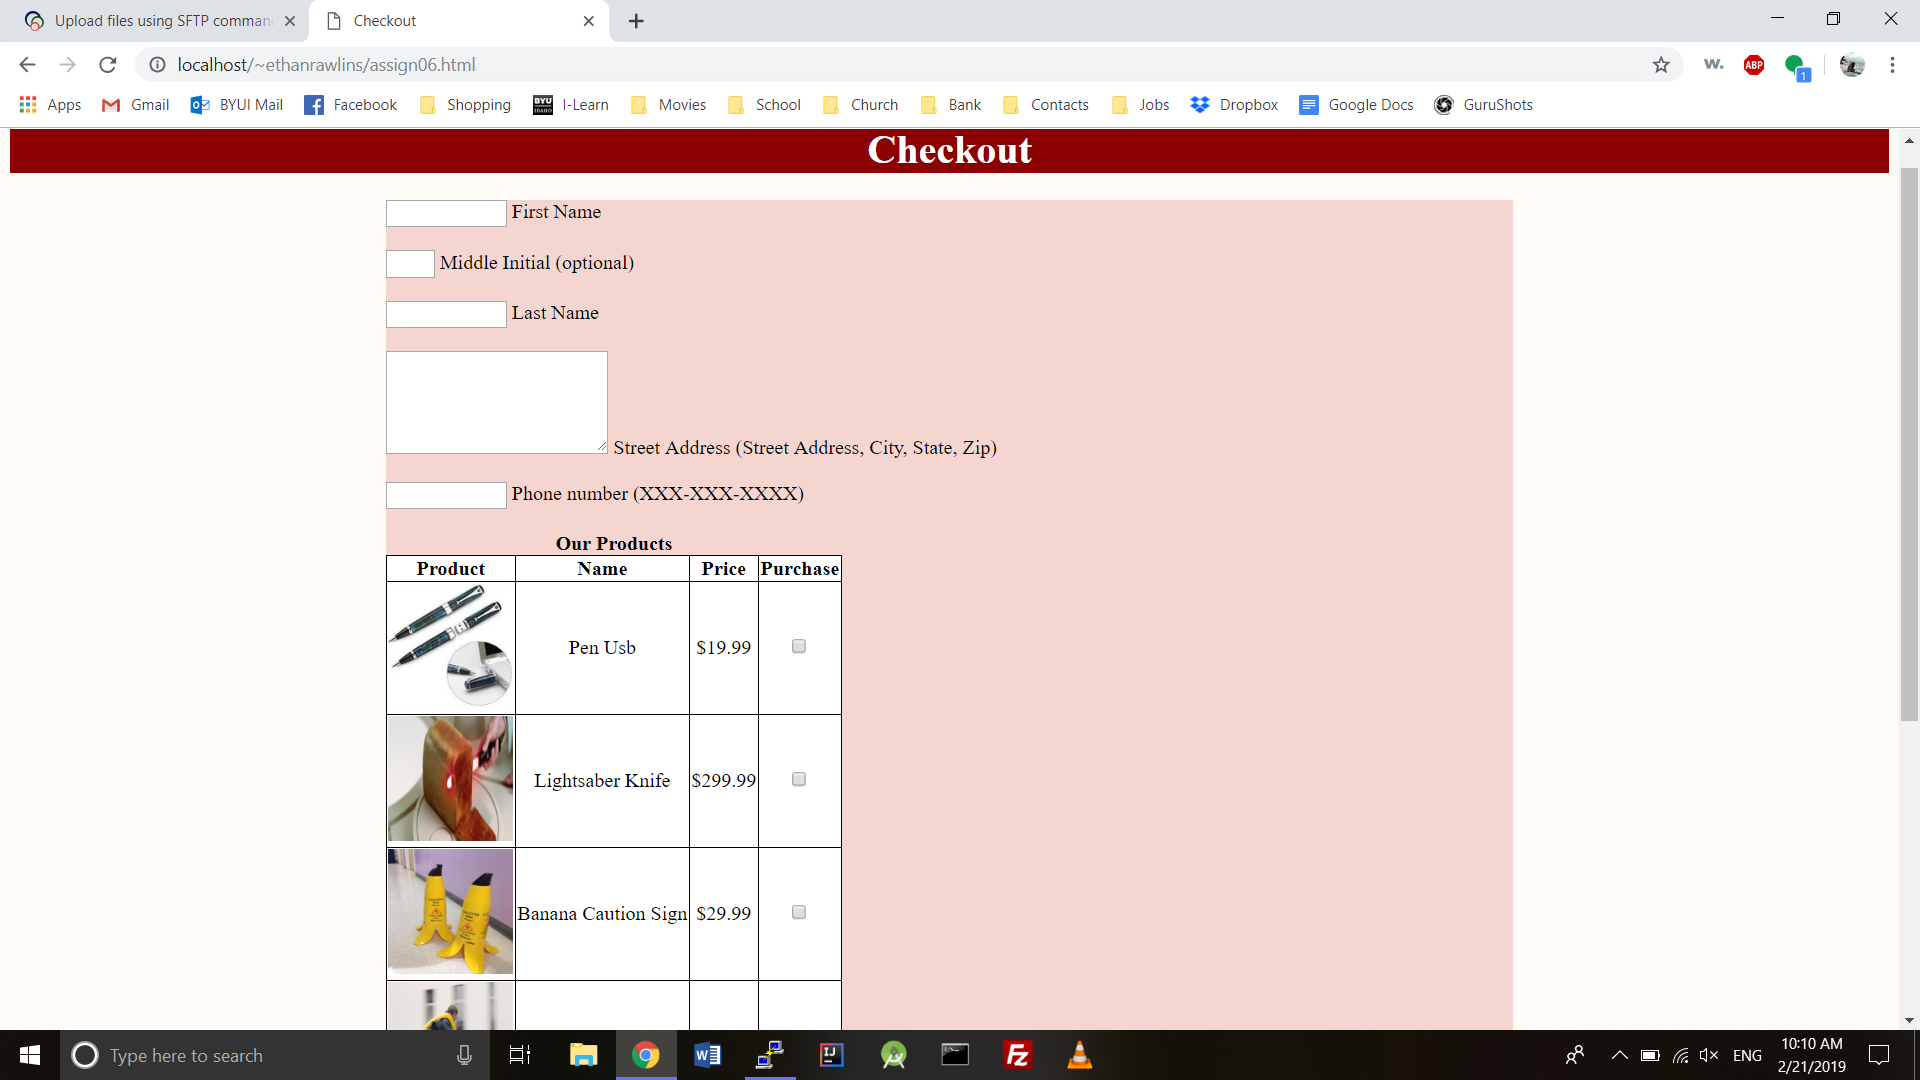 Upload files using SFTP comman
Checkout
localhost/~ethanrawlins/assign06.html
w.
ABP
1
Apps
Gmail
BYUI Mail
Facebook
Shopping
BYU
IDAHO
I-Learn
Movies
School
Church
Bank
Contacts
Jobs
Dropbox
Google Docs
GuruShots
Checkout
First Name
Middle Initial (optional)
Last Name
Street Address (Street Address, City, State, Zip)
Phone number (XXX-XXX-XXXX)
Our Products
Product Name Price Purchase
Pen Usb $19.99
Lightsaber Knife $299.99
Banana Caution Sign $29.99
Type here to search
ENG
10:10 AM
2/21/2019